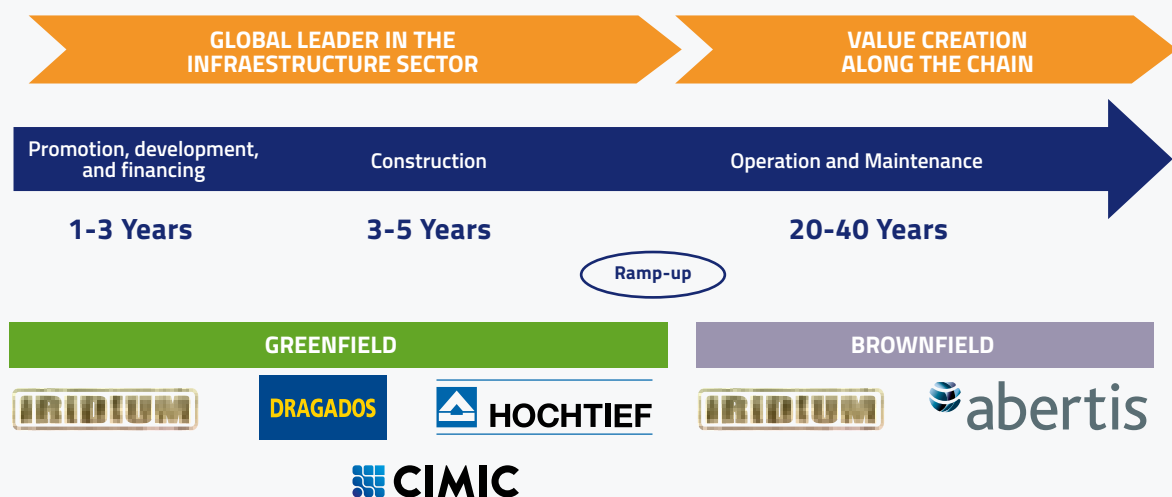 GLOBAL LEADER IN THE
INFRAESTRUCTURE SECTOR
VALUE CREATION
ALONG THE CHAIN
Promotion, development,
and financing
Construction
Operation and Maintenance
1-3 Years
3-5 Years
20-40 Years
Ramp-up
GREENFIELD
BROWNFIELD
IRIDIUM
DRAGADOS
HOCHTIEF
IRIDIUM
abertis
CIMIC